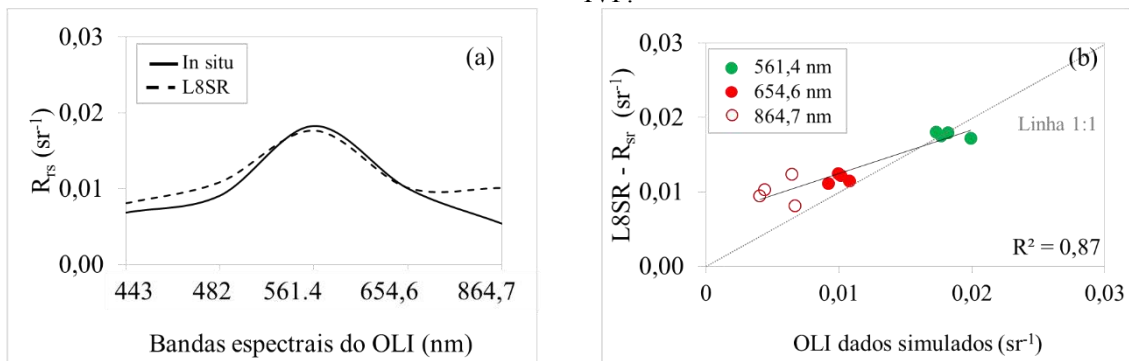 0,03
0,02
0,01
0,00
R_rs (sr⁻¹)
In situ
L8SR
(a)
443 482 561.4 654,6 864,7
Bandas espectrais do OLI (nm)
0,03
0,02
0,01
0,00
L8SR - R_sr (sr⁻¹)
561,4 nm
654,6 nm
864,7 nm
(b)
Linha 1:1
R² = 0,87
0 0,01 0,02 0,03
OLI dados simulados (sr⁻¹)